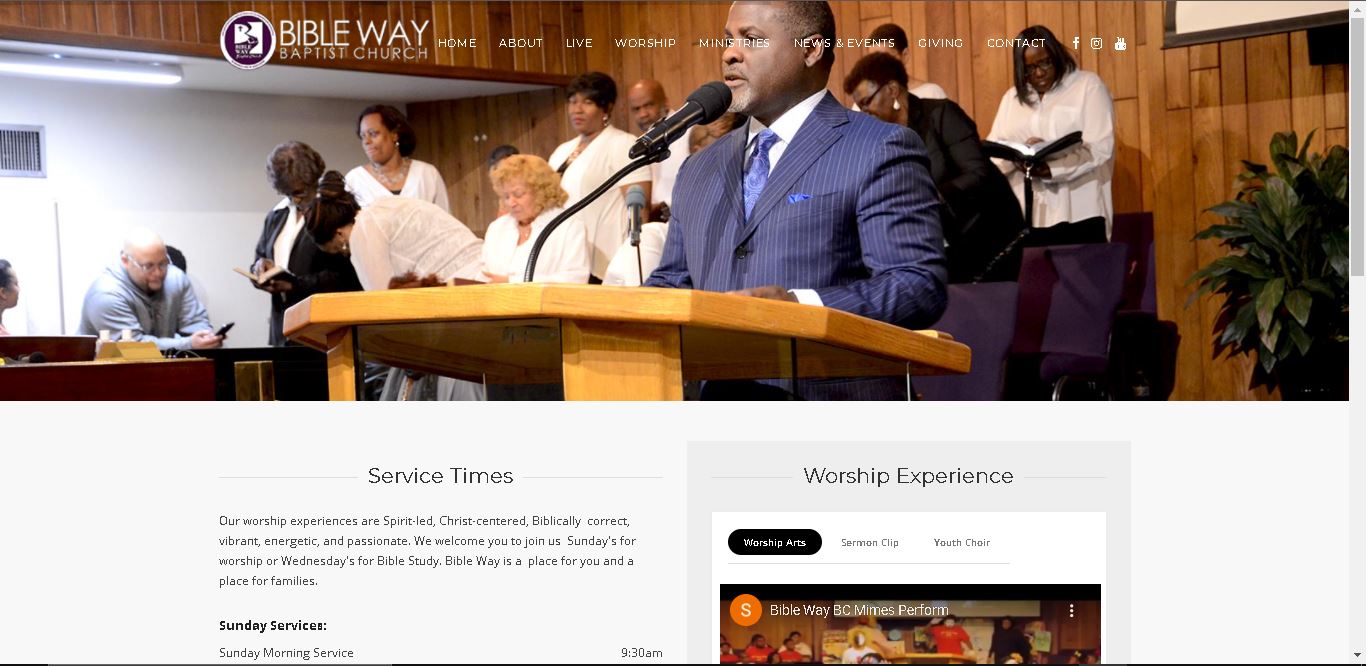 BIBLE WAY
BAPTIST CHURCH
HOME ABOUT LIVE WORSHIP MINISTRIES NEWS & EVENTS GIVING CONTACT
Service Times
Our worship experiences are Spirit-led, Christ-centered, Biblically correct,
vibrant, energetic, and passionate. We welcome you to join us Sunday's for
worship or Wednesday's for Bible Study. Bible Way is a place for you and a
place for families.
Sunday Services:
Sunday Morning Service 9:30am
Worship Experience
Worship Arts Sermon Clip Youth Choir
S Bible Way BC Mimes Perform